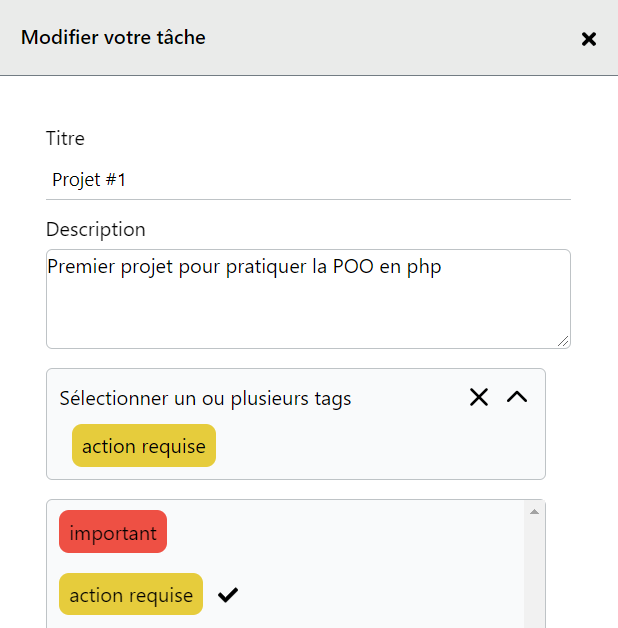 Modifier votre tâche
Titre
Projet #1
Description
Premier projet pour pratiquer la POO en php
Sélectionner un ou plusieurs tags
action requise
important
action requise